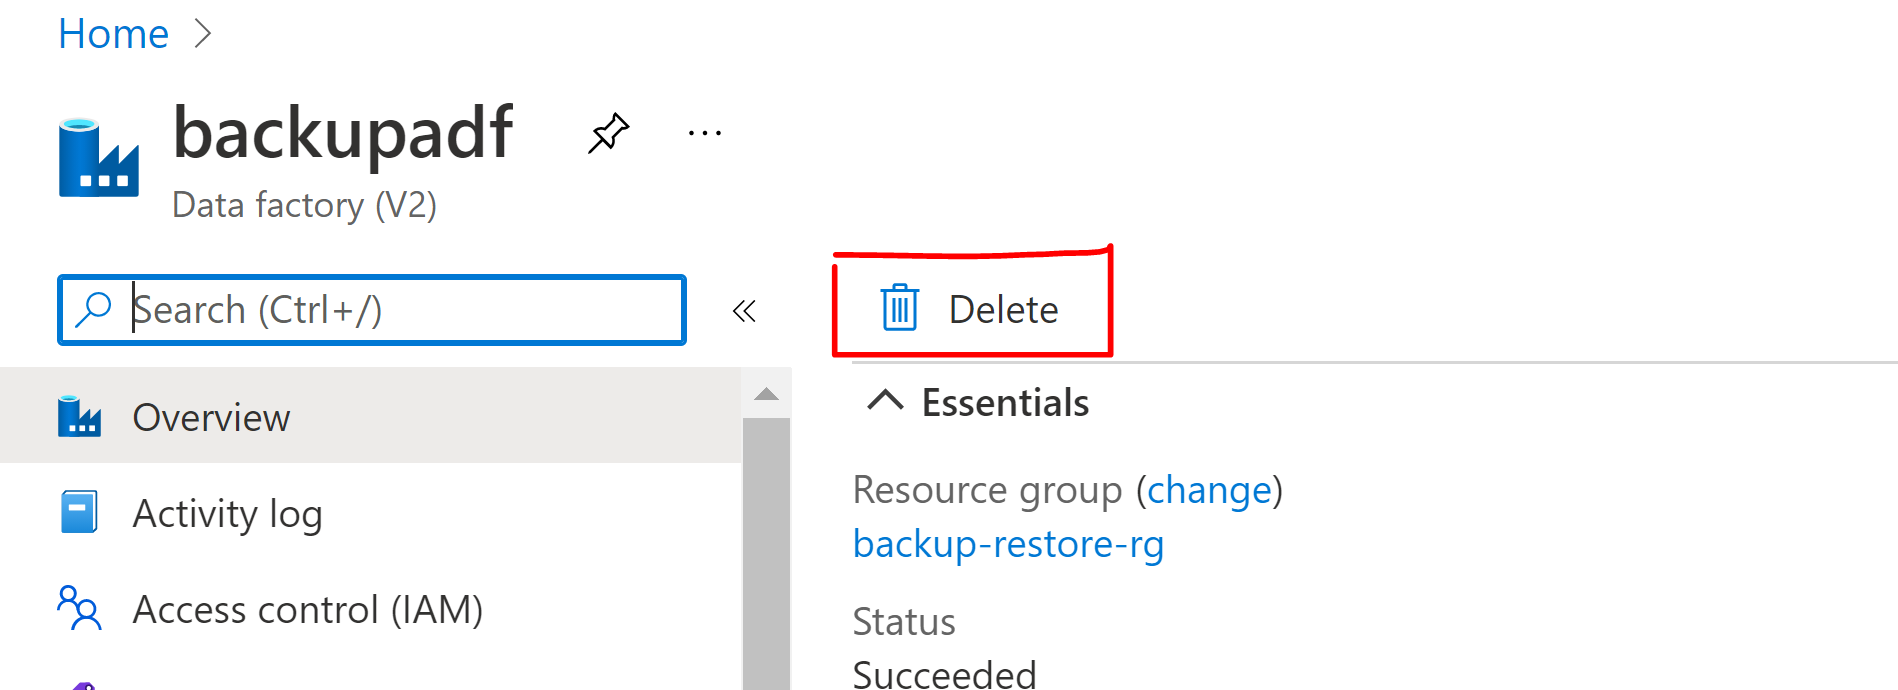 Home
backupadf
Data factory (V2)
Search (Ctrl+/)
Delete
Overview
Essentials
Activity log
Resource group (change)
backup-restore-rg
Access control (IAM)
Status
Succeeded